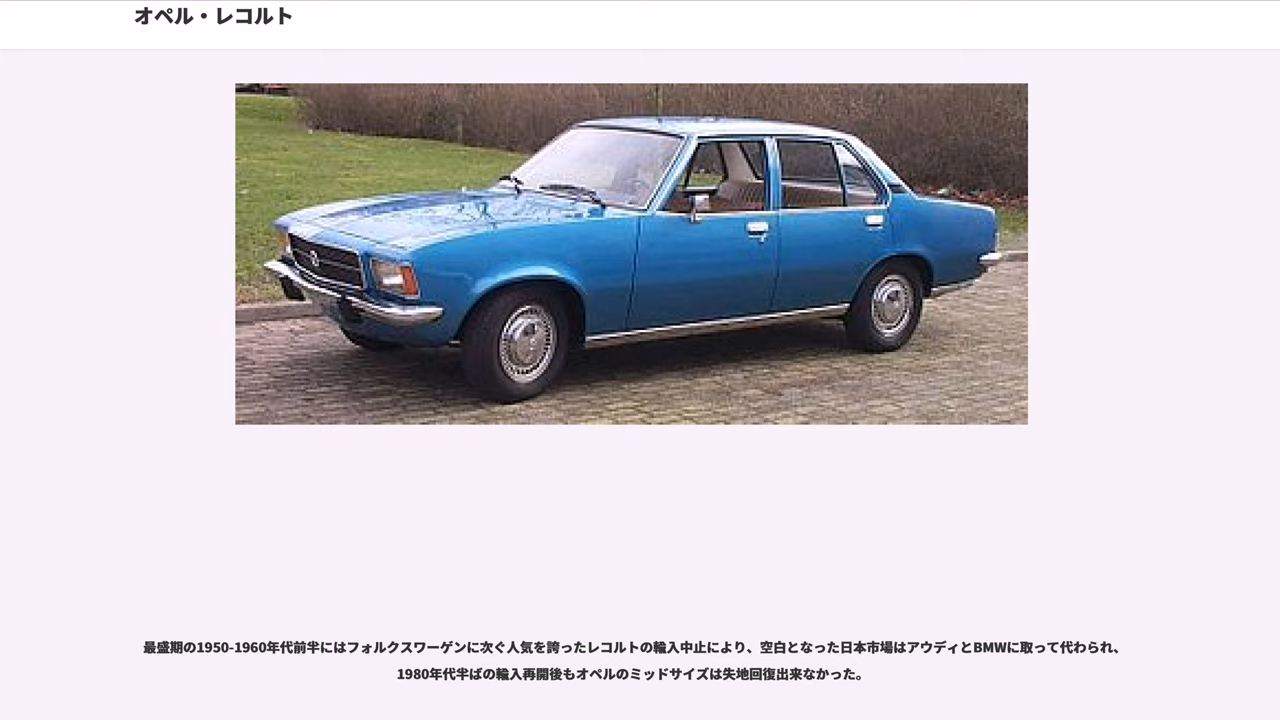 オペル・レコルト
最盛期の1950-1960年代前半にはフォルクスワーゲンに次ぐ人気を誇ったレコルトの輸入中止により、空白となった日本市場はアウディとBMWに取って代わられ、
1980年代半ばの輸入再開後もオペルのミッドサイズは失地回復出来なかった。